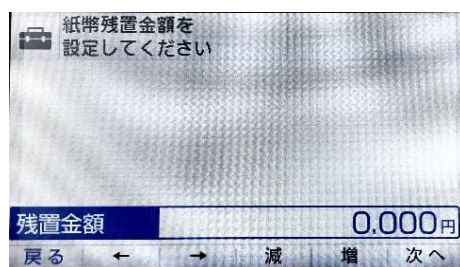 紙幣残置金額を
設定してください
残置金額 0,000円
戻る ← → 減 増 次へ